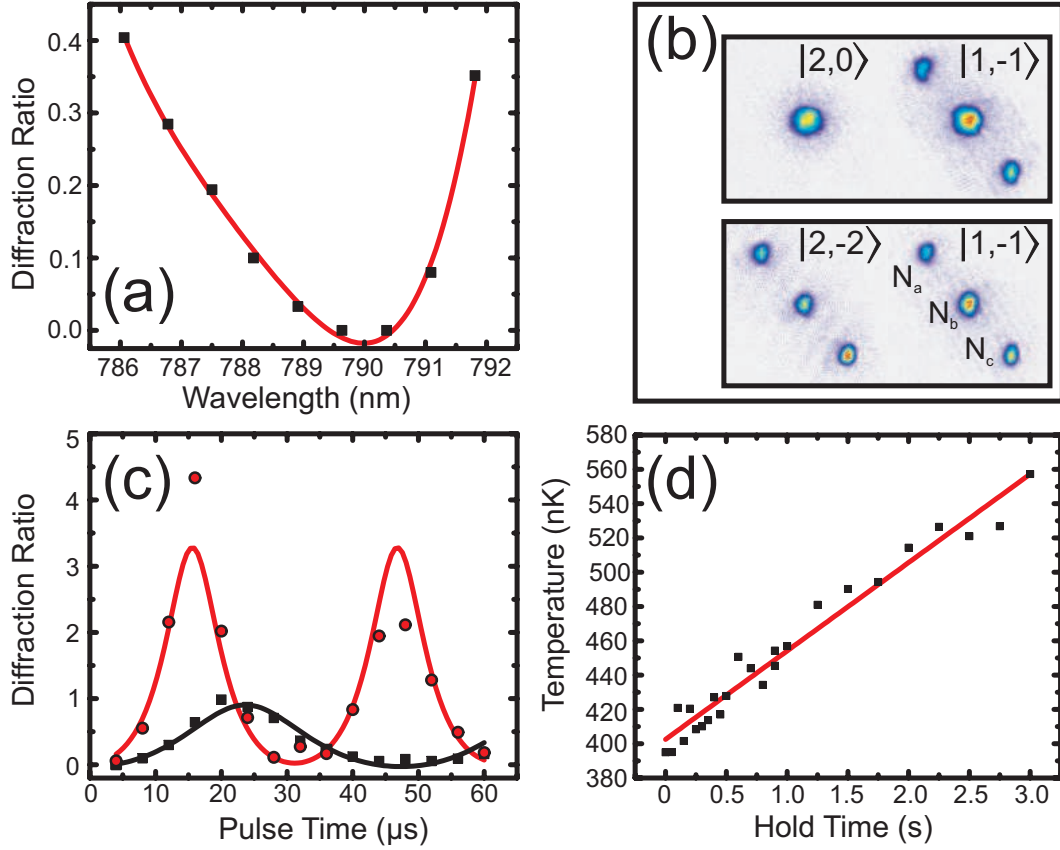 (a)
Diffraction Ratio
0.4
0.3
0.2
0.1
0.0
786 787 788 789 790 791 792
Wavelength (nm)
(b)
|2,0⟩ |1,-1⟩
|2,-2⟩ |1,-1⟩
Na
Nb
Nc
(c)
Diffraction Ratio
5
4
3
2
1
0
0 10 20 30 40 50 60
Pulse Time (μs)
(d)
Temperature (nK)
580
560
540
520
500
480
460
440
420
400
380
0 0.5 1.0 1.5 2.0 2.5 3.0
Hold Time (s)